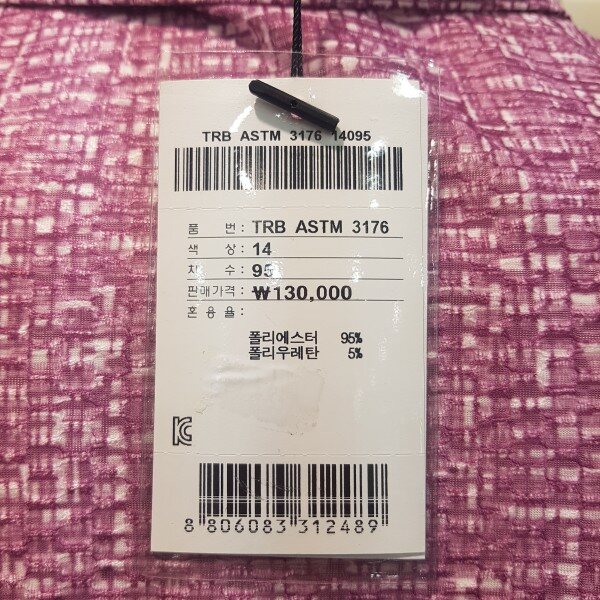 TRB ASTM 3176 14095
품 번 : TRB ASTM 3176
색 상 : 14
치 수 : 95
판매가격 : ₩130,000
혼 용 율 :
폴리에스터 95%
폴리우레탄 5%
KC
8 806083 312489